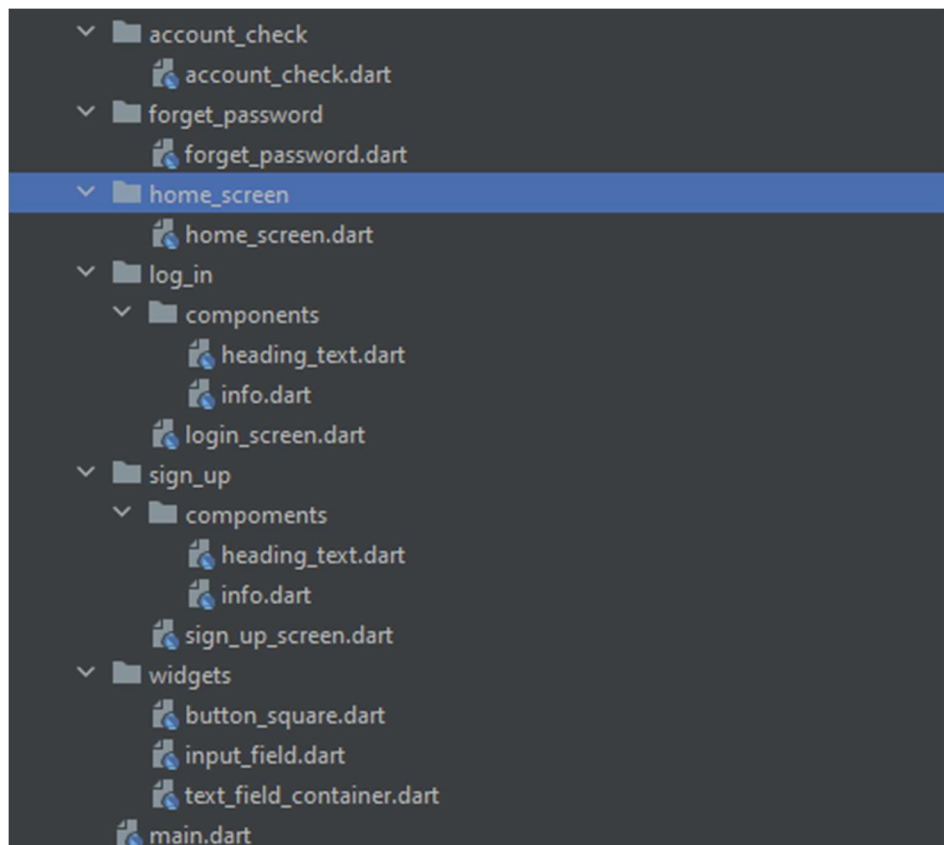 account_check
account_check.dart
forget_password
forget_password.dart
home_screen
home_screen.dart
log_in
components
heading_text.dart
info.dart
login_screen.dart
sign_up
compoments
heading_text.dart
info.dart
sign_up_screen.dart
widgets
button_square.dart
input_field.dart
text_field_container.dart
main.dart